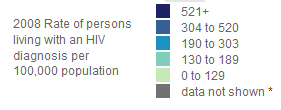 2008 Rate of persons
living with an HIV
diagnosis per
100,000 population
521+
304 to 520
190 to 303
130 to 189
0 to 129
data not shown *